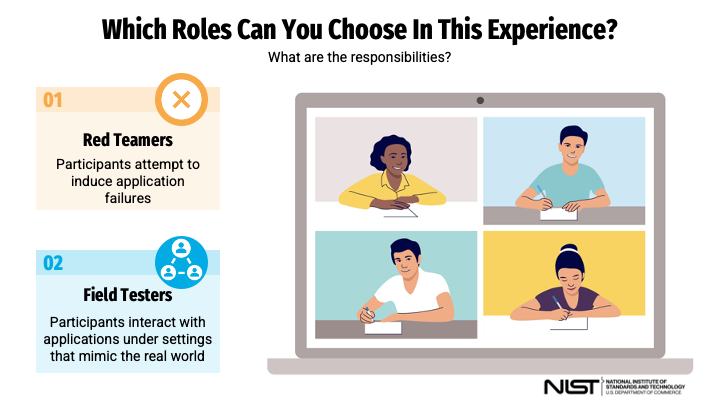 Which Roles Can You Choose In This Experience?
What are the responsibilities?
01
Red Teamers
Participants attempt to
induce application
failures
02
Field Testers
Participants interact with
applications under settings
that mimic the real world
NIST
NATIONAL INSTITUTE OF
STANDARDS AND TECHNOLOGY
U.S. DEPARTMENT OF COMMERCE